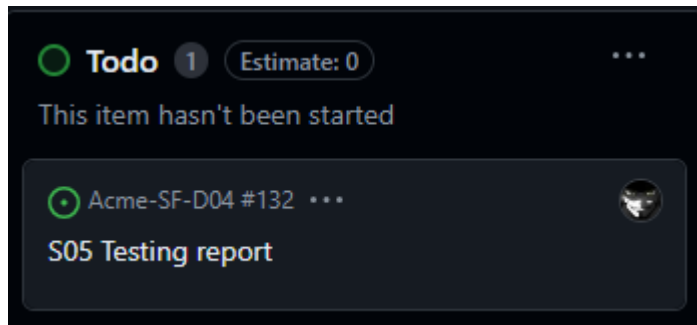 Todo 1 Estimate: 0
This item hasn't been started
Acme-SF-D04 #132
S05 Testing report